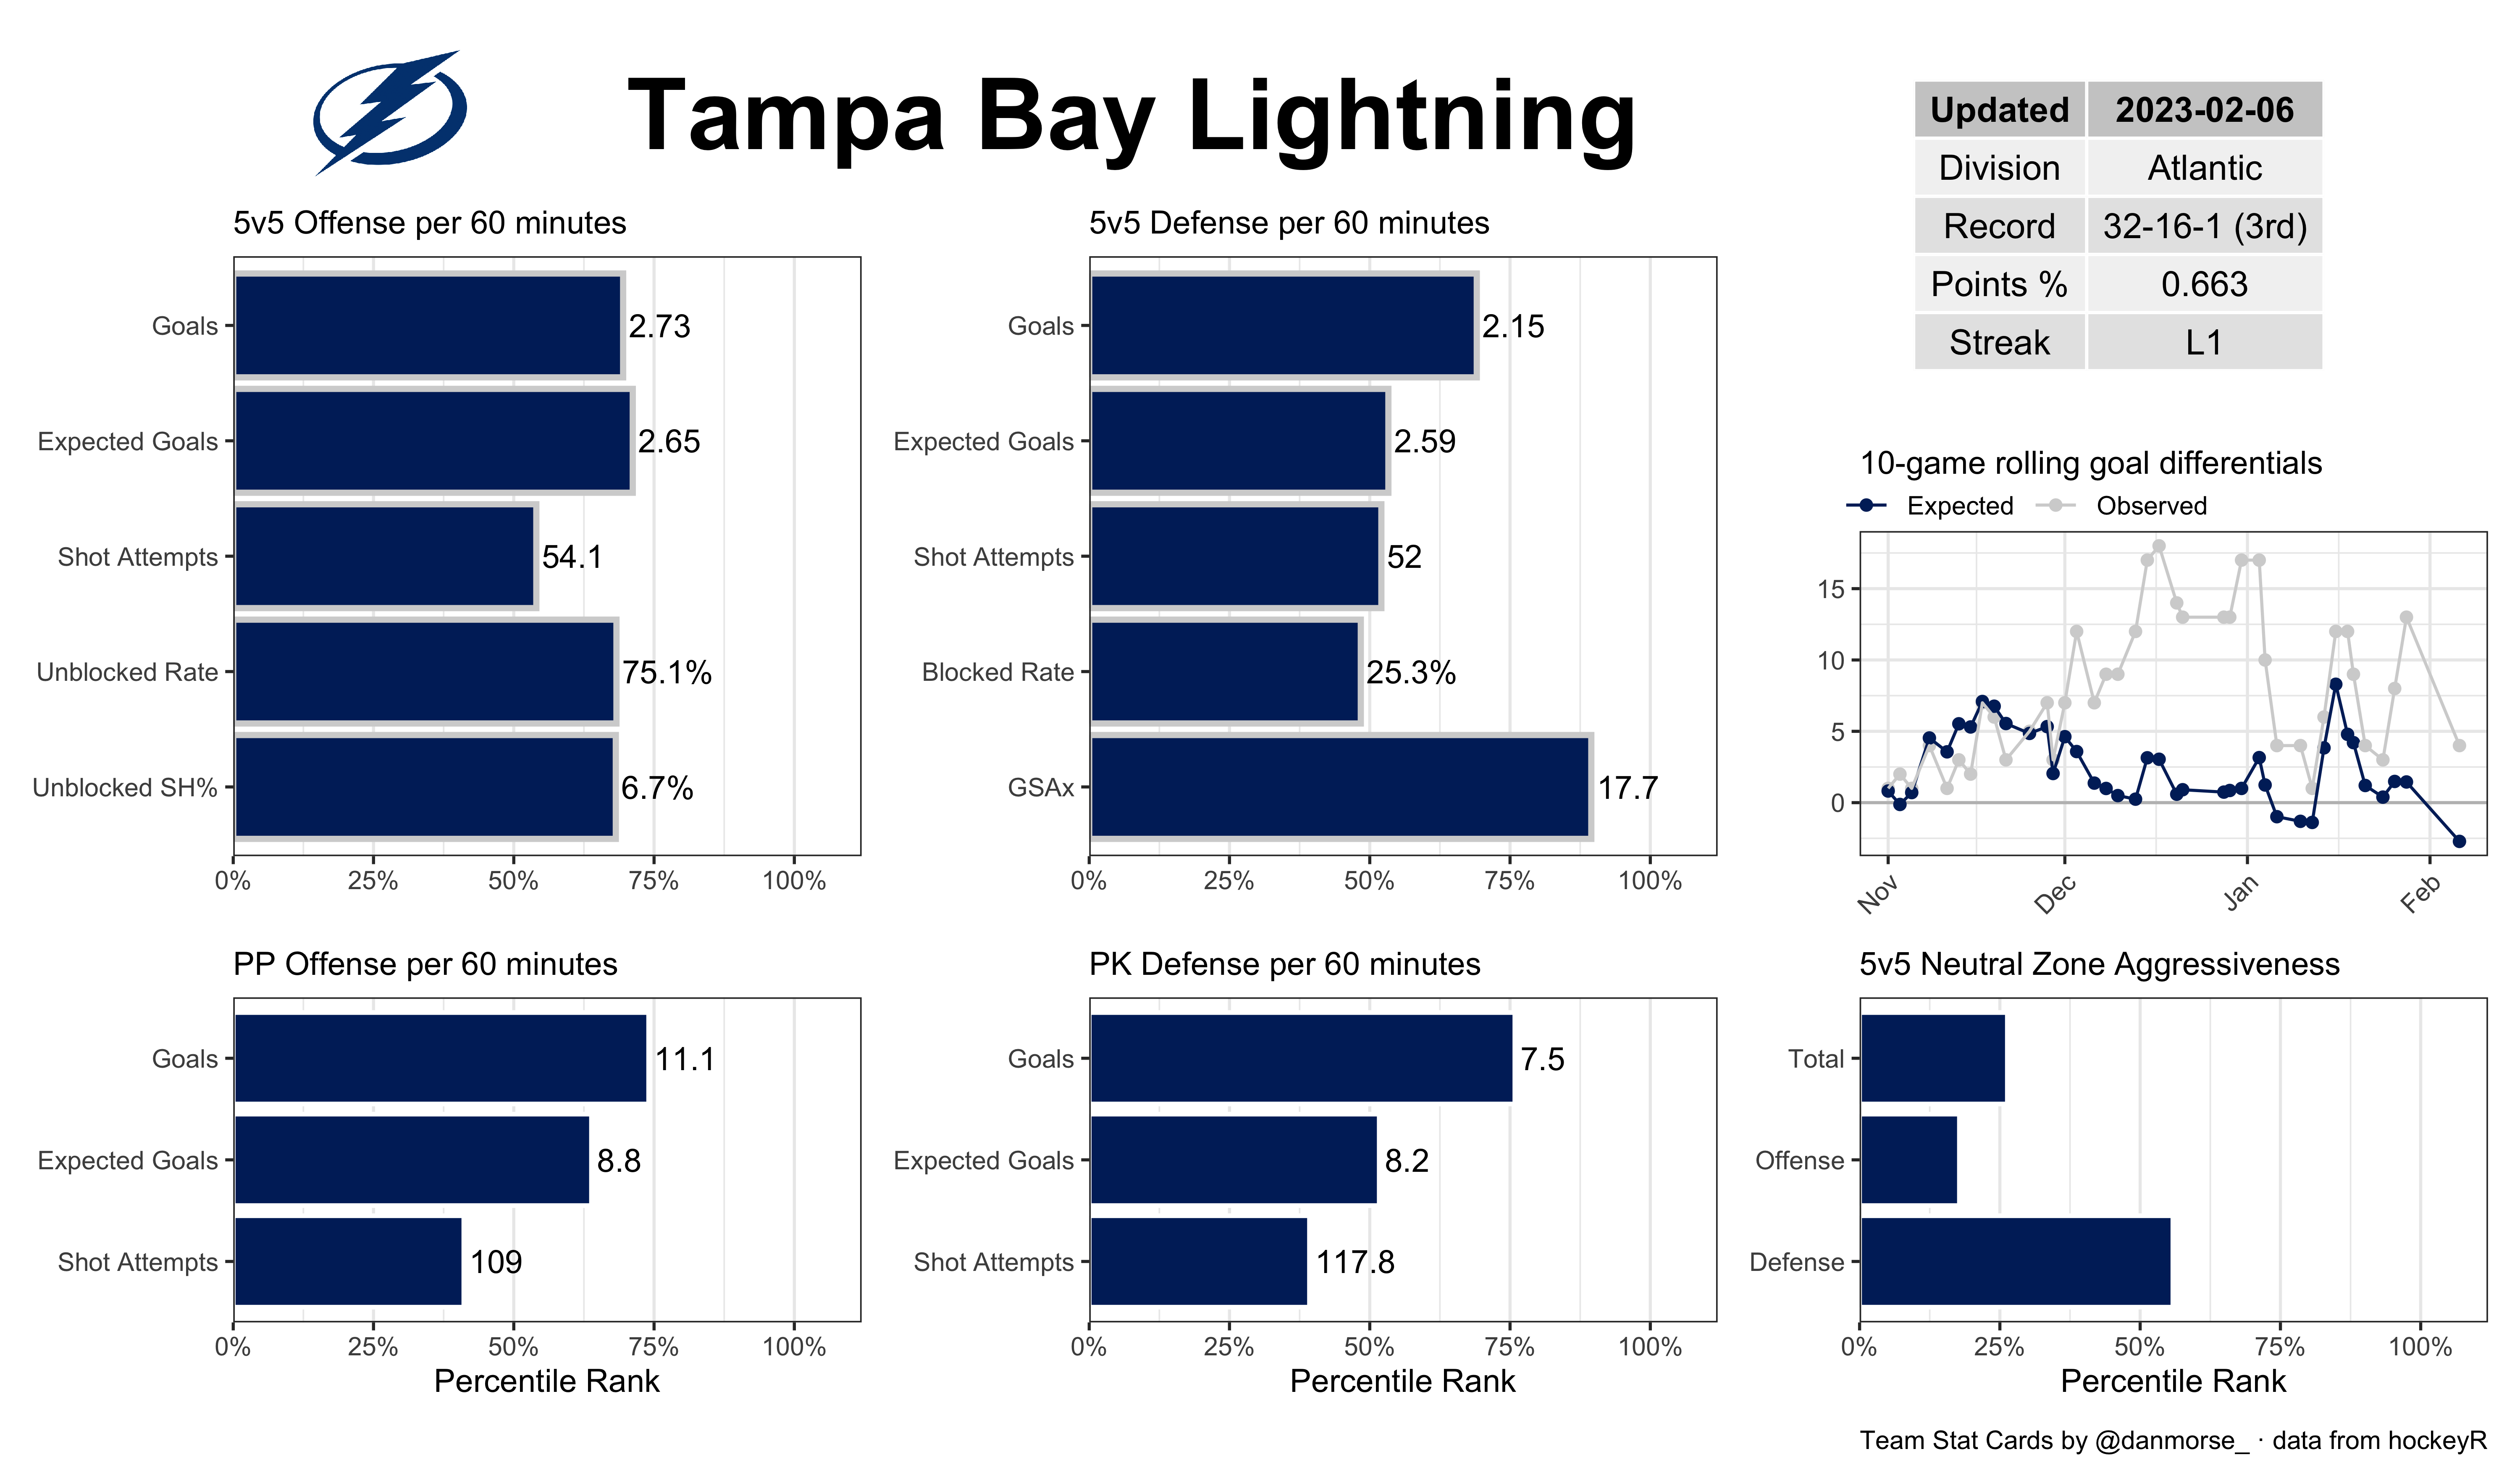 Tampa Bay Lightning
Updated 2023-02-06
Division Atlantic
Record 32-16-1 (3rd)
Points % 0.663
Streak L1
5v5 Offense per 60 minutes
Goals 2.73
Expected Goals 2.65
Shot Attempts 54.1
Unblocked Rate 75.1%
Unblocked SH% 6.7%
0% 25% 50% 75% 100%
5v5 Defense per 60 minutes
Goals 2.15
Expected Goals 2.59
Shot Attempts 52
Blocked Rate 25.3%
GSAx 17.7
0% 25% 50% 75% 100%
10-game rolling goal differentials
Expected Observed
15
10
5
0
Nov Dec Jan Feb
PP Offense per 60 minutes
Goals 11.1
Expected Goals 8.8
Shot Attempts 109
0% 25% 50% 75% 100%
Percentile Rank
PK Defense per 60 minutes
Goals 7.5
Expected Goals 8.2
Shot Attempts 117.8
0% 25% 50% 75% 100%
Percentile Rank
5v5 Neutral Zone Aggressiveness
Total
Offense
Defense
0% 25% 50% 75% 100%
Percentile Rank
Team Stat Cards by @danmorse_ · data from hockeyR